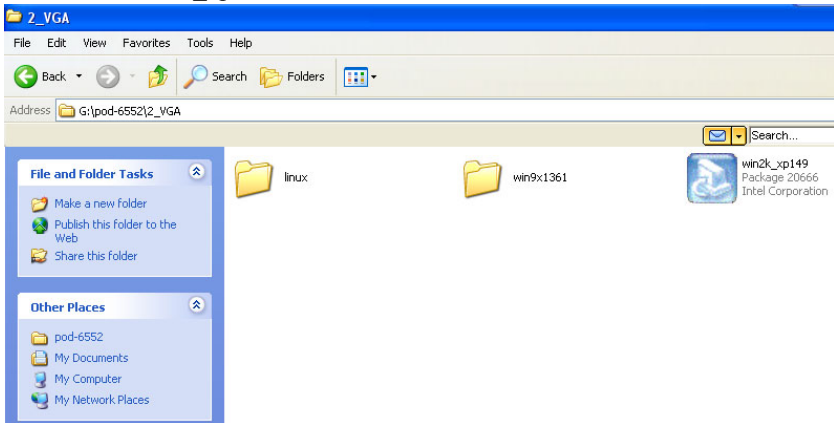 2_VGA
File Edit View Favorites Tools Help
Back Search Folders
Address G:\pod-6552\2_VGA
Search...
File and Folder Tasks
Make a new folder
Publish this folder to the
Web
Share this folder
Other Places
pod-6552
My Documents
My Computer
My Network Places
linux
win9x1361
win2k_xp149
Package 20666
Intel Corporation